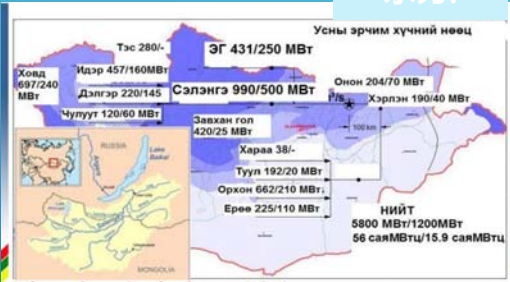 Усны эрчим хүчний нөөц
Тэс 280/-
ЭГ 431/250 МВт
Ховд
697/240
МВт
Идэр 457/160МВт
Онон 204/70 МВт
Дэлгэр 220/145
Сэлэнгэ 990/500 МВт
Хэрлэн 190/40 МВт
Чулуут 120/60 МВт
Завхан гол
420/25 МВт
100 km
Хараа 38/-
RUSSIA
Lake
Baikal
Туул 192/20 МВт
Орхон 662/210 МВт
Ерөө 225/110 МВт
НИЙТ
5800 МВт/1200МВт
56 саяМВтц/15.9 саяМВтц
MONGOLIA